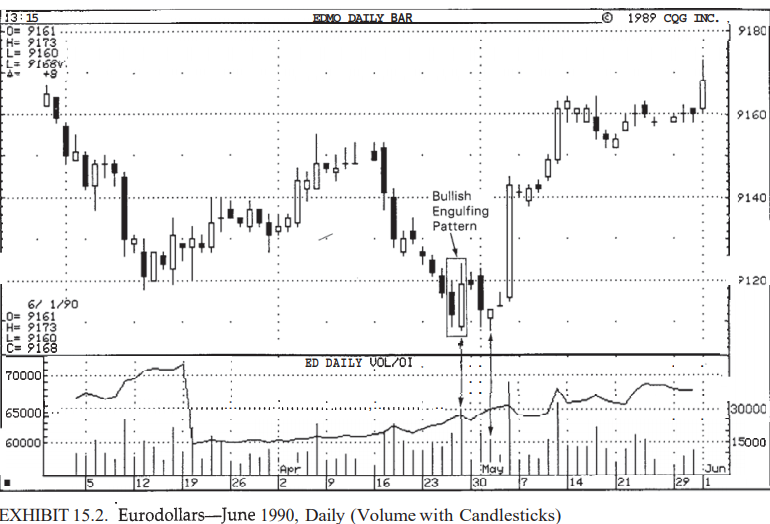 13:15 EDM0 DAILY BAR © 1989 CQG INC.
O= 9161
H= 9173
L= 9160
L= 9168v
Δ= +9
9180
9160
9140
9120
Bullish
Engulfing
Pattern
6/ 1/90
O= 9161
H= 9173
L= 9160
C= 9168
ED DAILY VOL/OI
70000
65000 30000
60000 15000
Apr May Jun
5 12 19 26 2 9 16 23 30 7 14 21 29 1
EXHIBIT 15.2. Eurodollars—June 1990, Daily (Volume with Candlesticks)